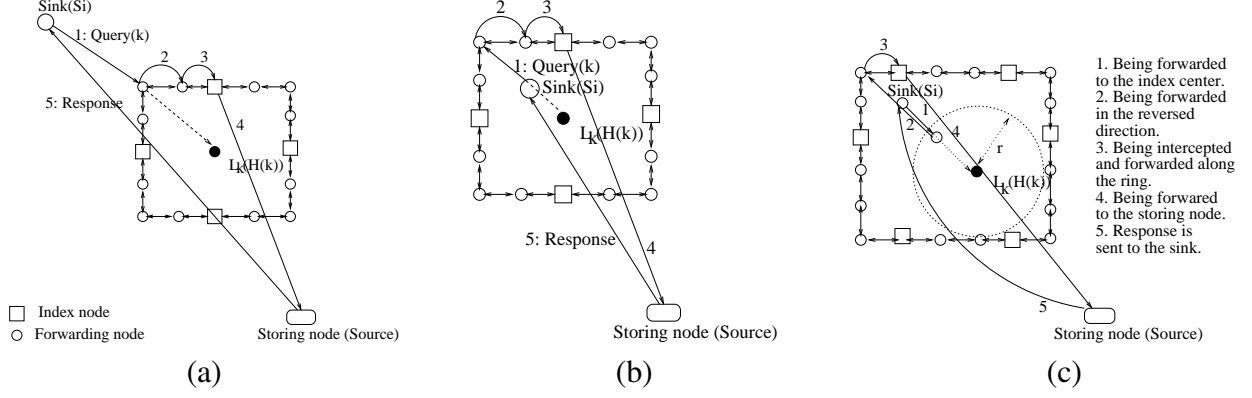 Sink(Si)
1: Query(k)
2
3
5: Response
4
L
k
(H(k))
Index node
Forwarding node
Storing node (Source)
(a)
2
3
1: Query(k)
Sink(Si)
L
k
(H(k))
5: Response
4
Storing node (Source)
(b)
3
Sink(Si)
1
2
4
r
L
k
(H(k))
5
Storing node (Source)
(c)
1. Being forwarded
to the index center.
2. Being forwarded
in the reversed
direction.
3. Being intercepted
and forwarded along
the ring.
4. Being forwared
to the storing node.
5. Response is
sent to the sink.